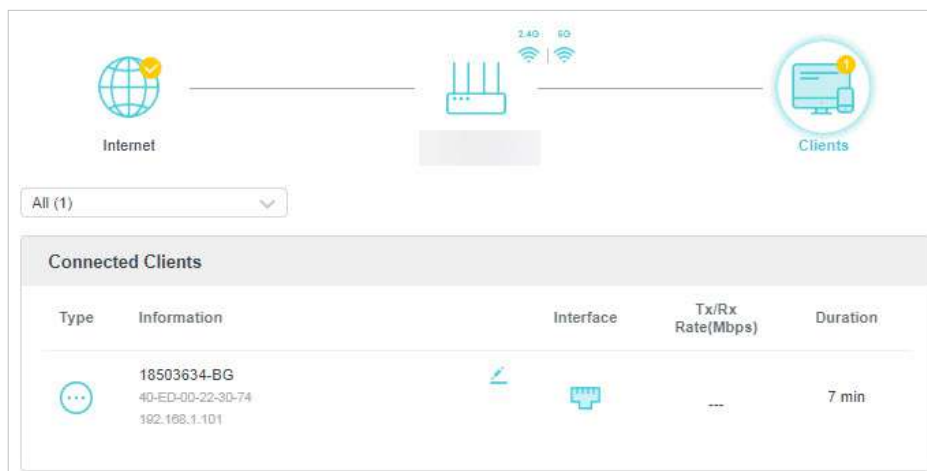 2.4G 5G
1
Internet
Clients
All (1)
Connected Clients
Type Information Interface Tx/Rx Rate(Mbps) Duration
18503634-BG
40-ED-00-22-30-74
192.168.1.101
--- 7 min